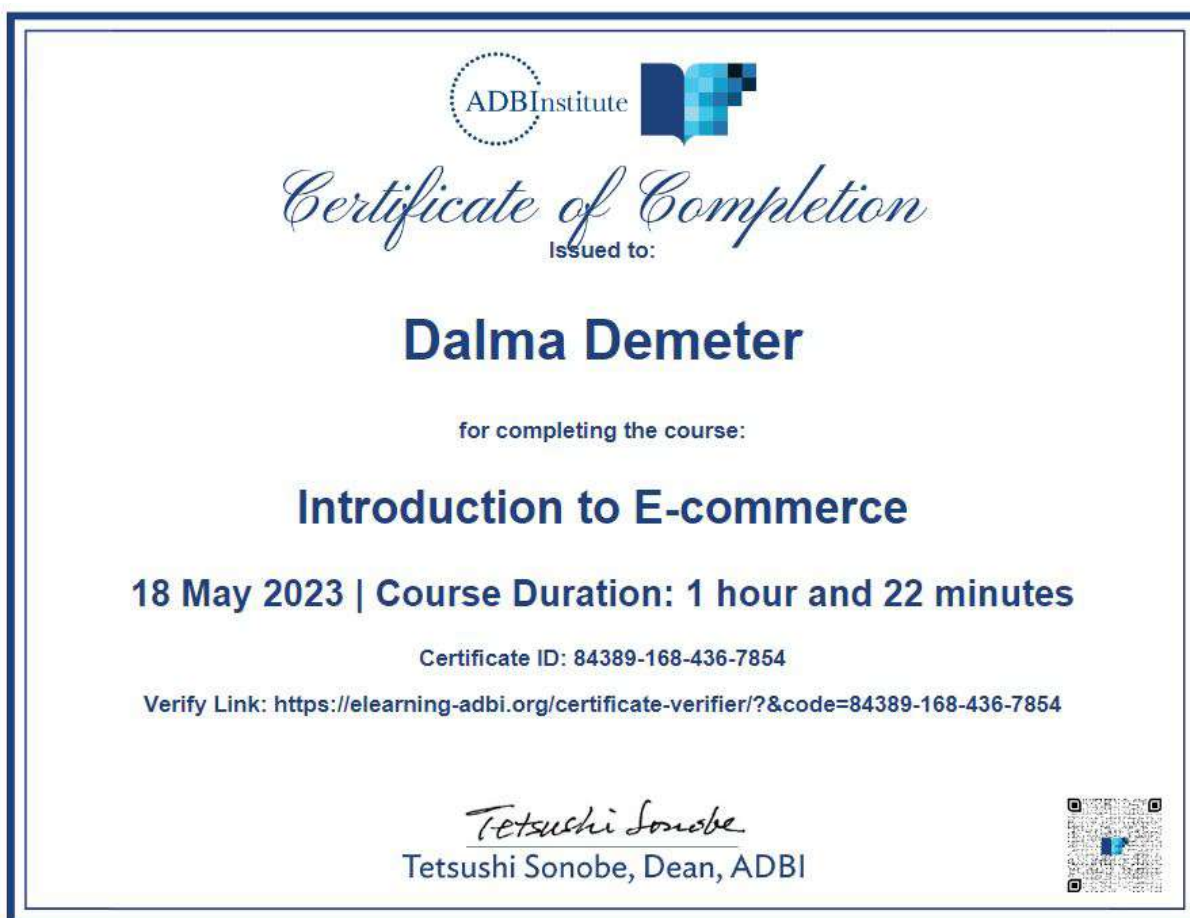 ADBInstitute
Certificate of Completion
Issued to:
Dalma Demeter
for completing the course:
Introduction to E-commerce
18 May 2023 | Course Duration: 1 hour and 22 minutes
Certificate ID: 84389-168-436-7854
Verify Link: https://elearning-adbi.org/certificate-verifier/?&code=84389-168-436-7854
Tetsushi Sonobe
Tetsushi Sonobe, Dean, ADBI